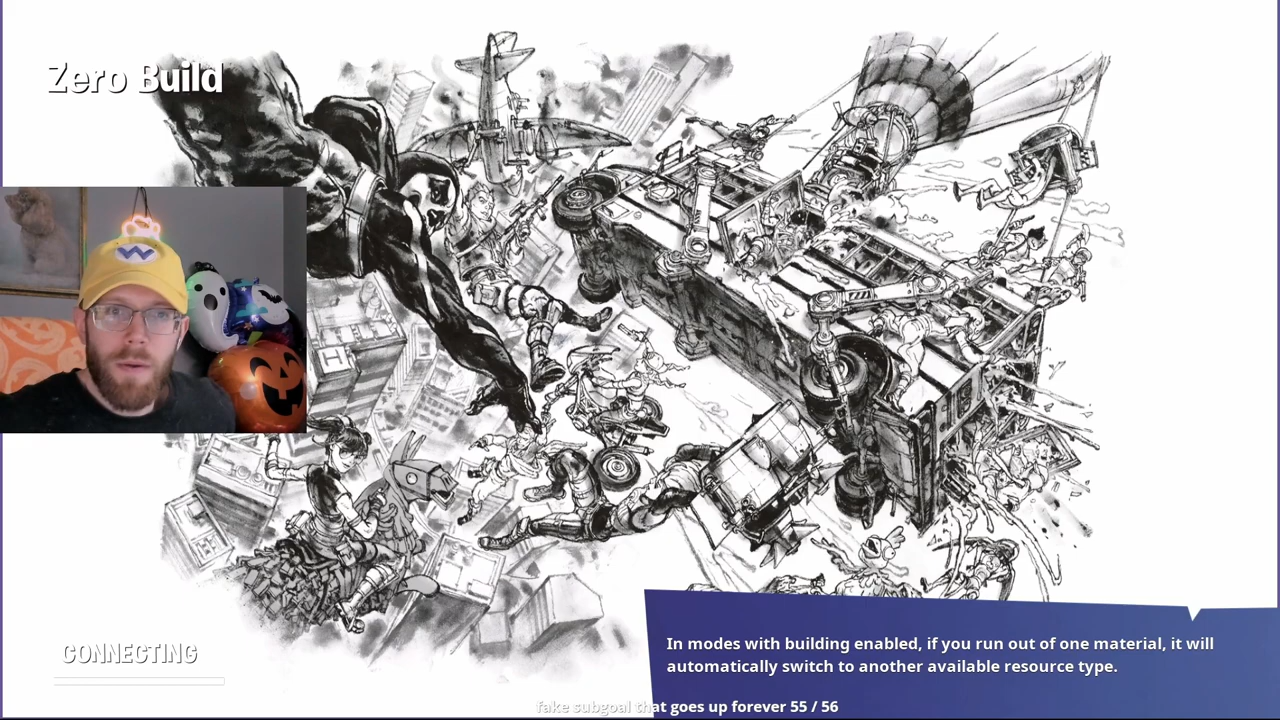 Zero Build
W
CONNECTING
In modes with building enabled, if you run out of one material, it will
automatically switch to another available resource type.
fake subgoal that goes up forever 55 / 56